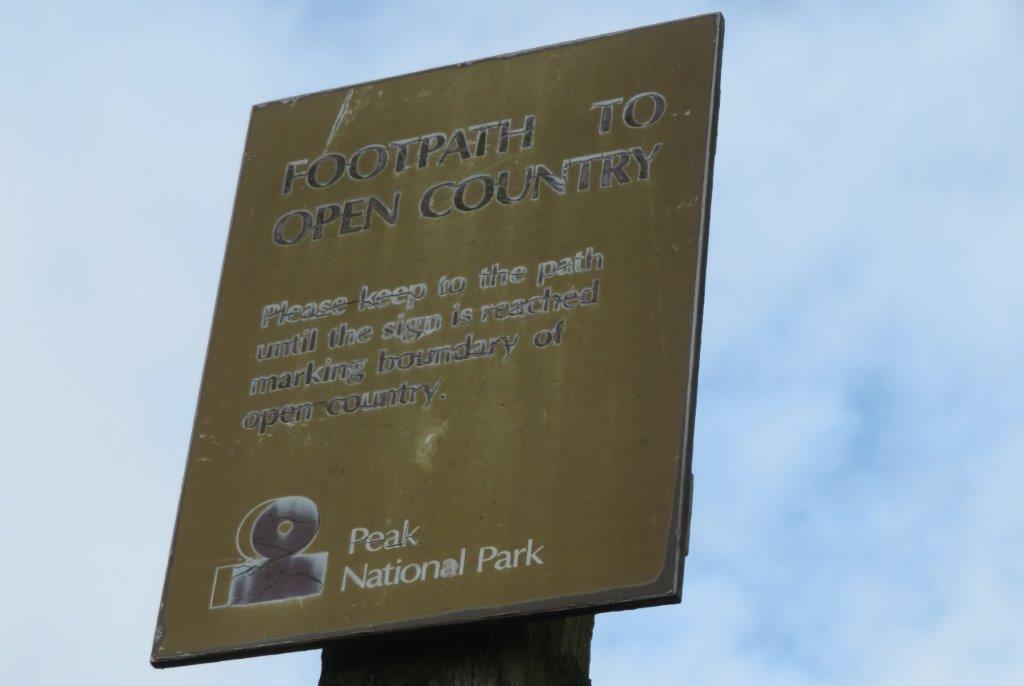 FOOTPATH TO
OPEN COUNTRY
Please keep to the path
until the sign is reached
marking boundary of
open country.
Peak
National Park